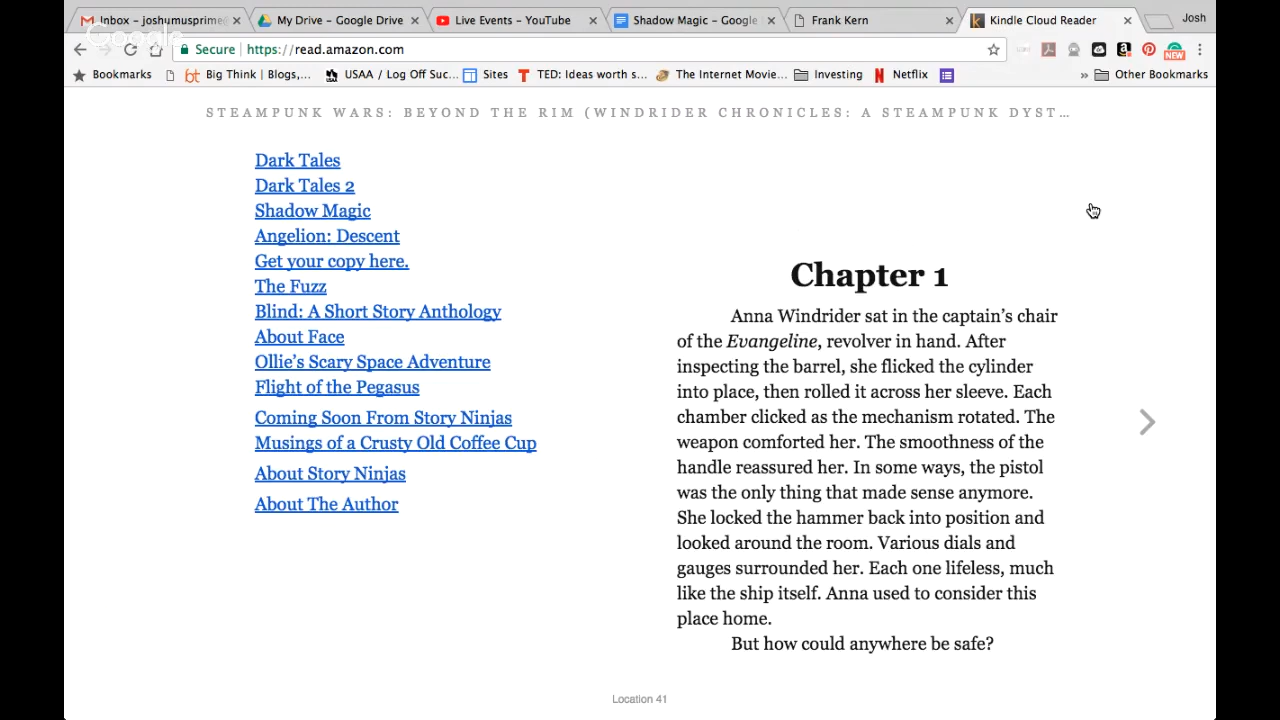 Inbox – joshumusprime
My Drive – Google Drive
Live Events – YouTube
Shadow Magic – Google
Frank Kern
Kindle Cloud Reader
Josh
Google
Secure
https://read.amazon.com
NEW
Bookmarks
Big Think | Blogs,...
USAA / Log Off Suc...
Sites
TED: Ideas worth s...
The Internet Movie...
Investing
Netflix
» Other Bookmarks
STEAMPUNK WARS: BEYOND THE RIM (WINDRIDER CHRONICLES: A STEAMPUNK DYST...
Dark Tales
Dark Tales 2
Shadow Magic
Angelion: Descent
Get your copy here.
The Fuzz
Blind: A Short Story Anthology
About Face
Ollie’s Scary Space Adventure
Flight of the Pegasus
Coming Soon From Story Ninjas
Musings of a Crusty Old Coffee Cup
About Story Ninjas
About The Author
Chapter 1
Anna Windrider sat in the captain’s chair
of the Evangeline, revolver in hand. After
inspecting the barrel, she flicked the cylinder
into place, then rolled it across her sleeve. Each
chamber clicked as the mechanism rotated. The
weapon comforted her. The smoothness of the
handle reassured her. In some ways, the pistol
was the only thing that made sense anymore.
She locked the hammer back into position and
looked around the room. Various dials and
gauges surrounded her. Each one lifeless, much
like the ship itself. Anna used to consider this
place home.
But how could anywhere be safe?
Location 41